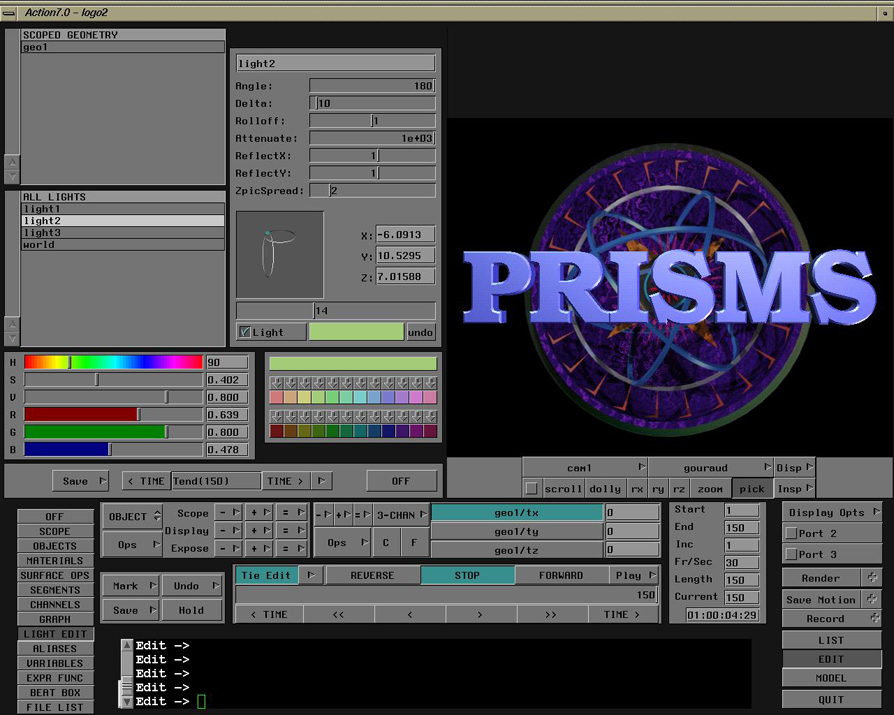 Action7.0 - logo2
SCOPED GEOMETRY
geo1
ALL LIGHTS
light1
light2
light3
world
light2
Angle: 180
Delta: 10
Rolloff: 1
Attenuate: 1e+03
ReflectX: 1
ReflectY: 1
ZpicSpread: 2
X: -6.0913
Y: 10.5295
Z: 7.01588
14
Light undo
PRISMS
H 90
S 0.402
V 0.800
R 0.639
G 0.800
B 0.478
Save < TIME Tend(150) TIME > OFF
cam1 gouraud Disp
scroll dolly rx ry rz zoom pick Insp
OFF
SCOPE
OBJECTS
MATERIALS
SURFACE OPS
SEGMENTS
CHANNELS
GRAPH
LIGHT EDIT
ALIASES
VARIABLES
EXPR FUNC
BEAT BOX
FILE LIST
OBJECT
Ops
Scope - + =
Display - + =
Expose - + =
- + = 3-CHAN
Ops C F
geo1/tx 0
geo1/ty 0
geo1/tz 0
Mark Undo
Save Hold
Tie Edit REVERSE STOP FORWARD Play
150
< TIME << < > >> TIME >
Start 1
End 150
Inc 1
Fr/Sec 30
Length 150
Current 150
01:00:04:29
Display Opts
Port 2
Port 3
Render
Save Motion
Record
LIST
EDIT
MODEL
QUIT
Edit ->
Edit ->
Edit ->
Edit ->
Edit ->